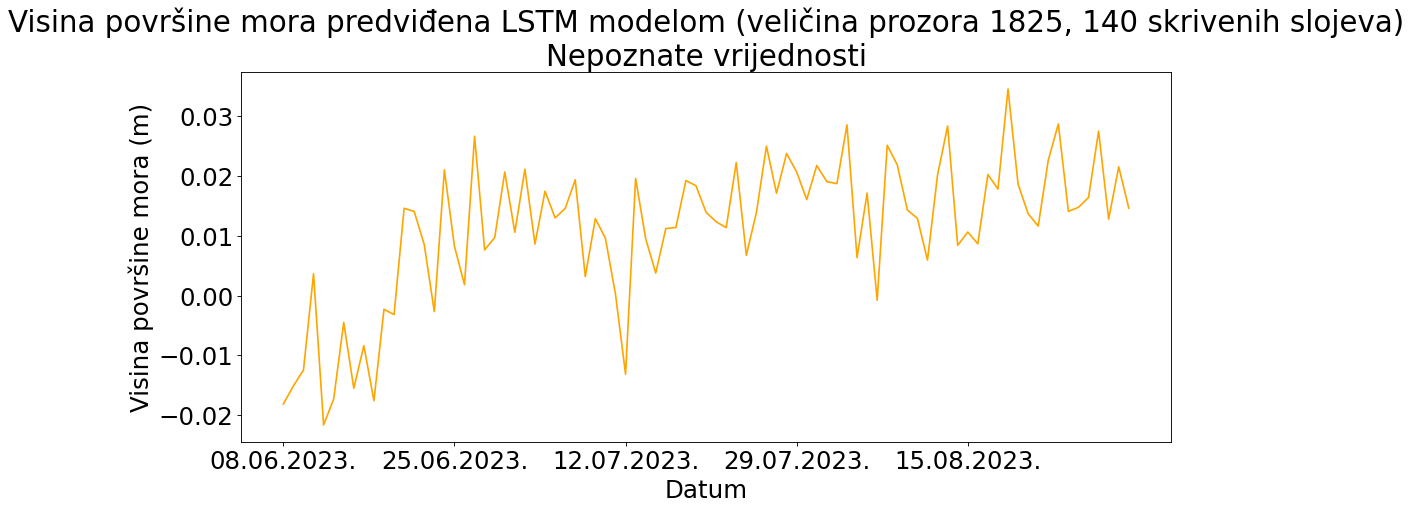 Visina površine mora predviđena LSTM modelom (veličina prozora 1825, 140 skrivenih slojeva)
Nepoznate vrijednosti
Visina površine mora (m)
0.03
0.02
0.01
0.00
−0.01
−0.02
08.06.2023. 25.06.2023. 12.07.2023. 29.07.2023. 15.08.2023.
Datum